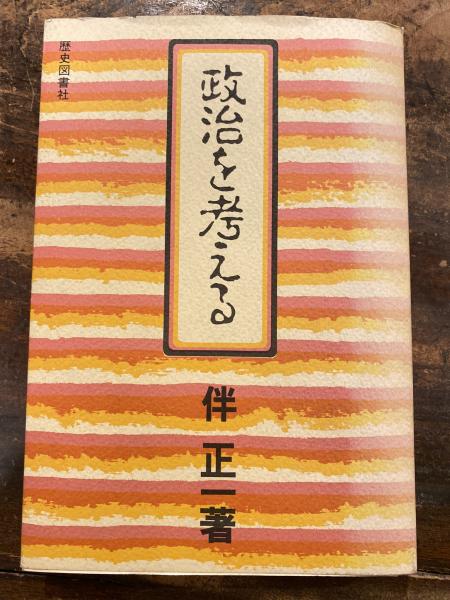 歴史図書社
政治を考える
伴正一著